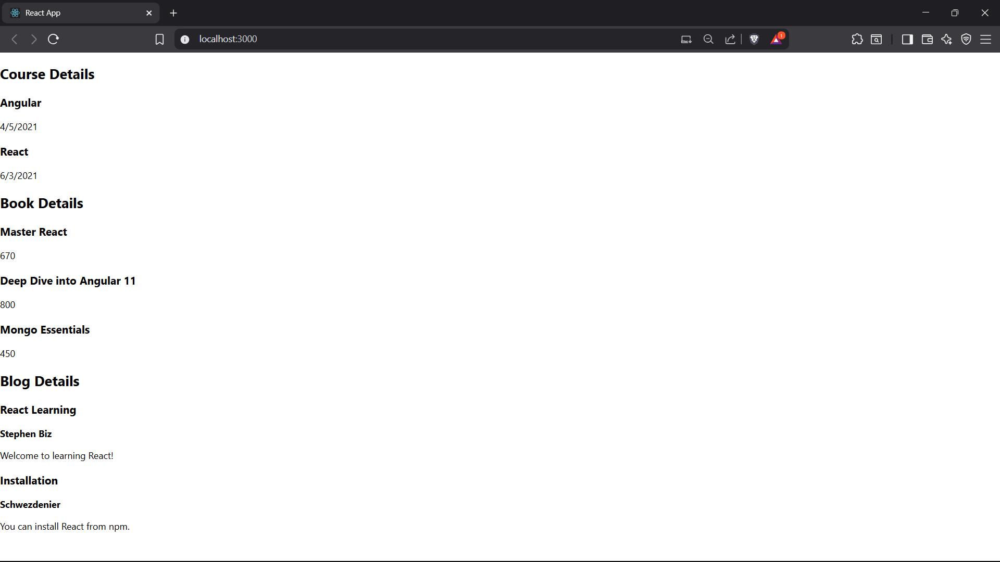 React App
localhost:3000
1
Course Details
Angular
4/5/2021
React
6/3/2021
Book Details
Master React
670
Deep Dive into Angular 11
800
Mongo Essentials
450
Blog Details
React Learning
Stephen Biz
Welcome to learning React!
Installation
Schwezdenier
You can install React from npm.